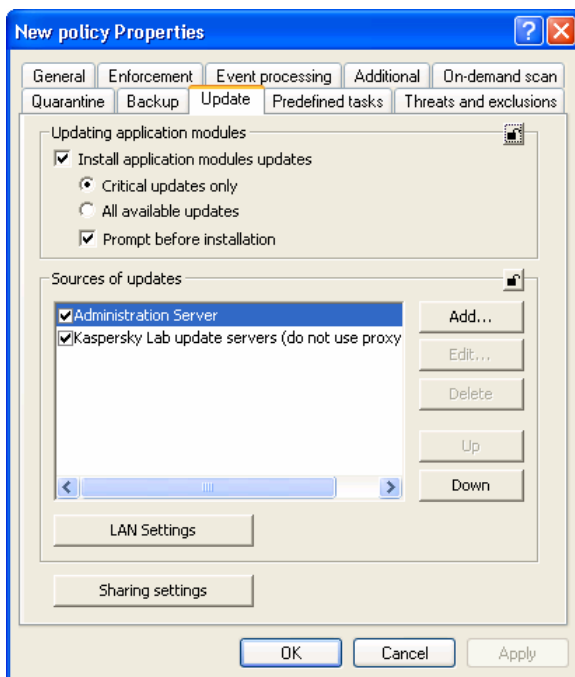 New policy Properties
General Enforcement Event processing Additional On-demand scan
Quarantine Backup Update Predefined tasks Threats and exclusions
Updating application modules
Install application modules updates
Critical updates only
All available updates
Prompt before installation
Sources of updates
Administration Server
Kaspersky Lab update servers (do not use proxy
Add...
Edit...
Delete
Up
Down
LAN Settings
Sharing settings
OK Cancel Apply